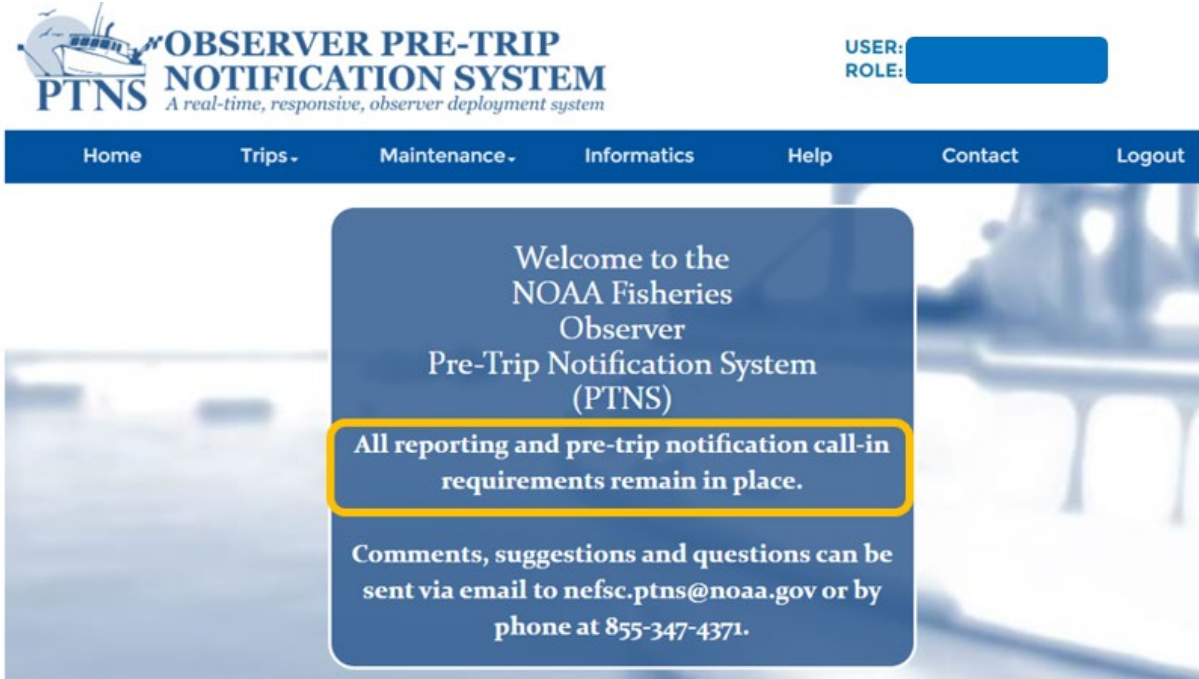 OBSERVER PRE-TRIP
NOTIFICATION SYSTEM
PTNS
A real-time, responsive, observer deployment system
USER:
ROLE:
Home
Trips
Maintenance
Informatics
Help
Contact
Logout
Welcome to the
NOAA Fisheries
Observer
Pre-Trip Notification System
(PTNS)
All reporting and pre-trip notification call-in
requirements remain in place.
Comments, suggestions and questions can be
sent via email to nefsc.ptns@noaa.gov or by
phone at 855-347-4371.